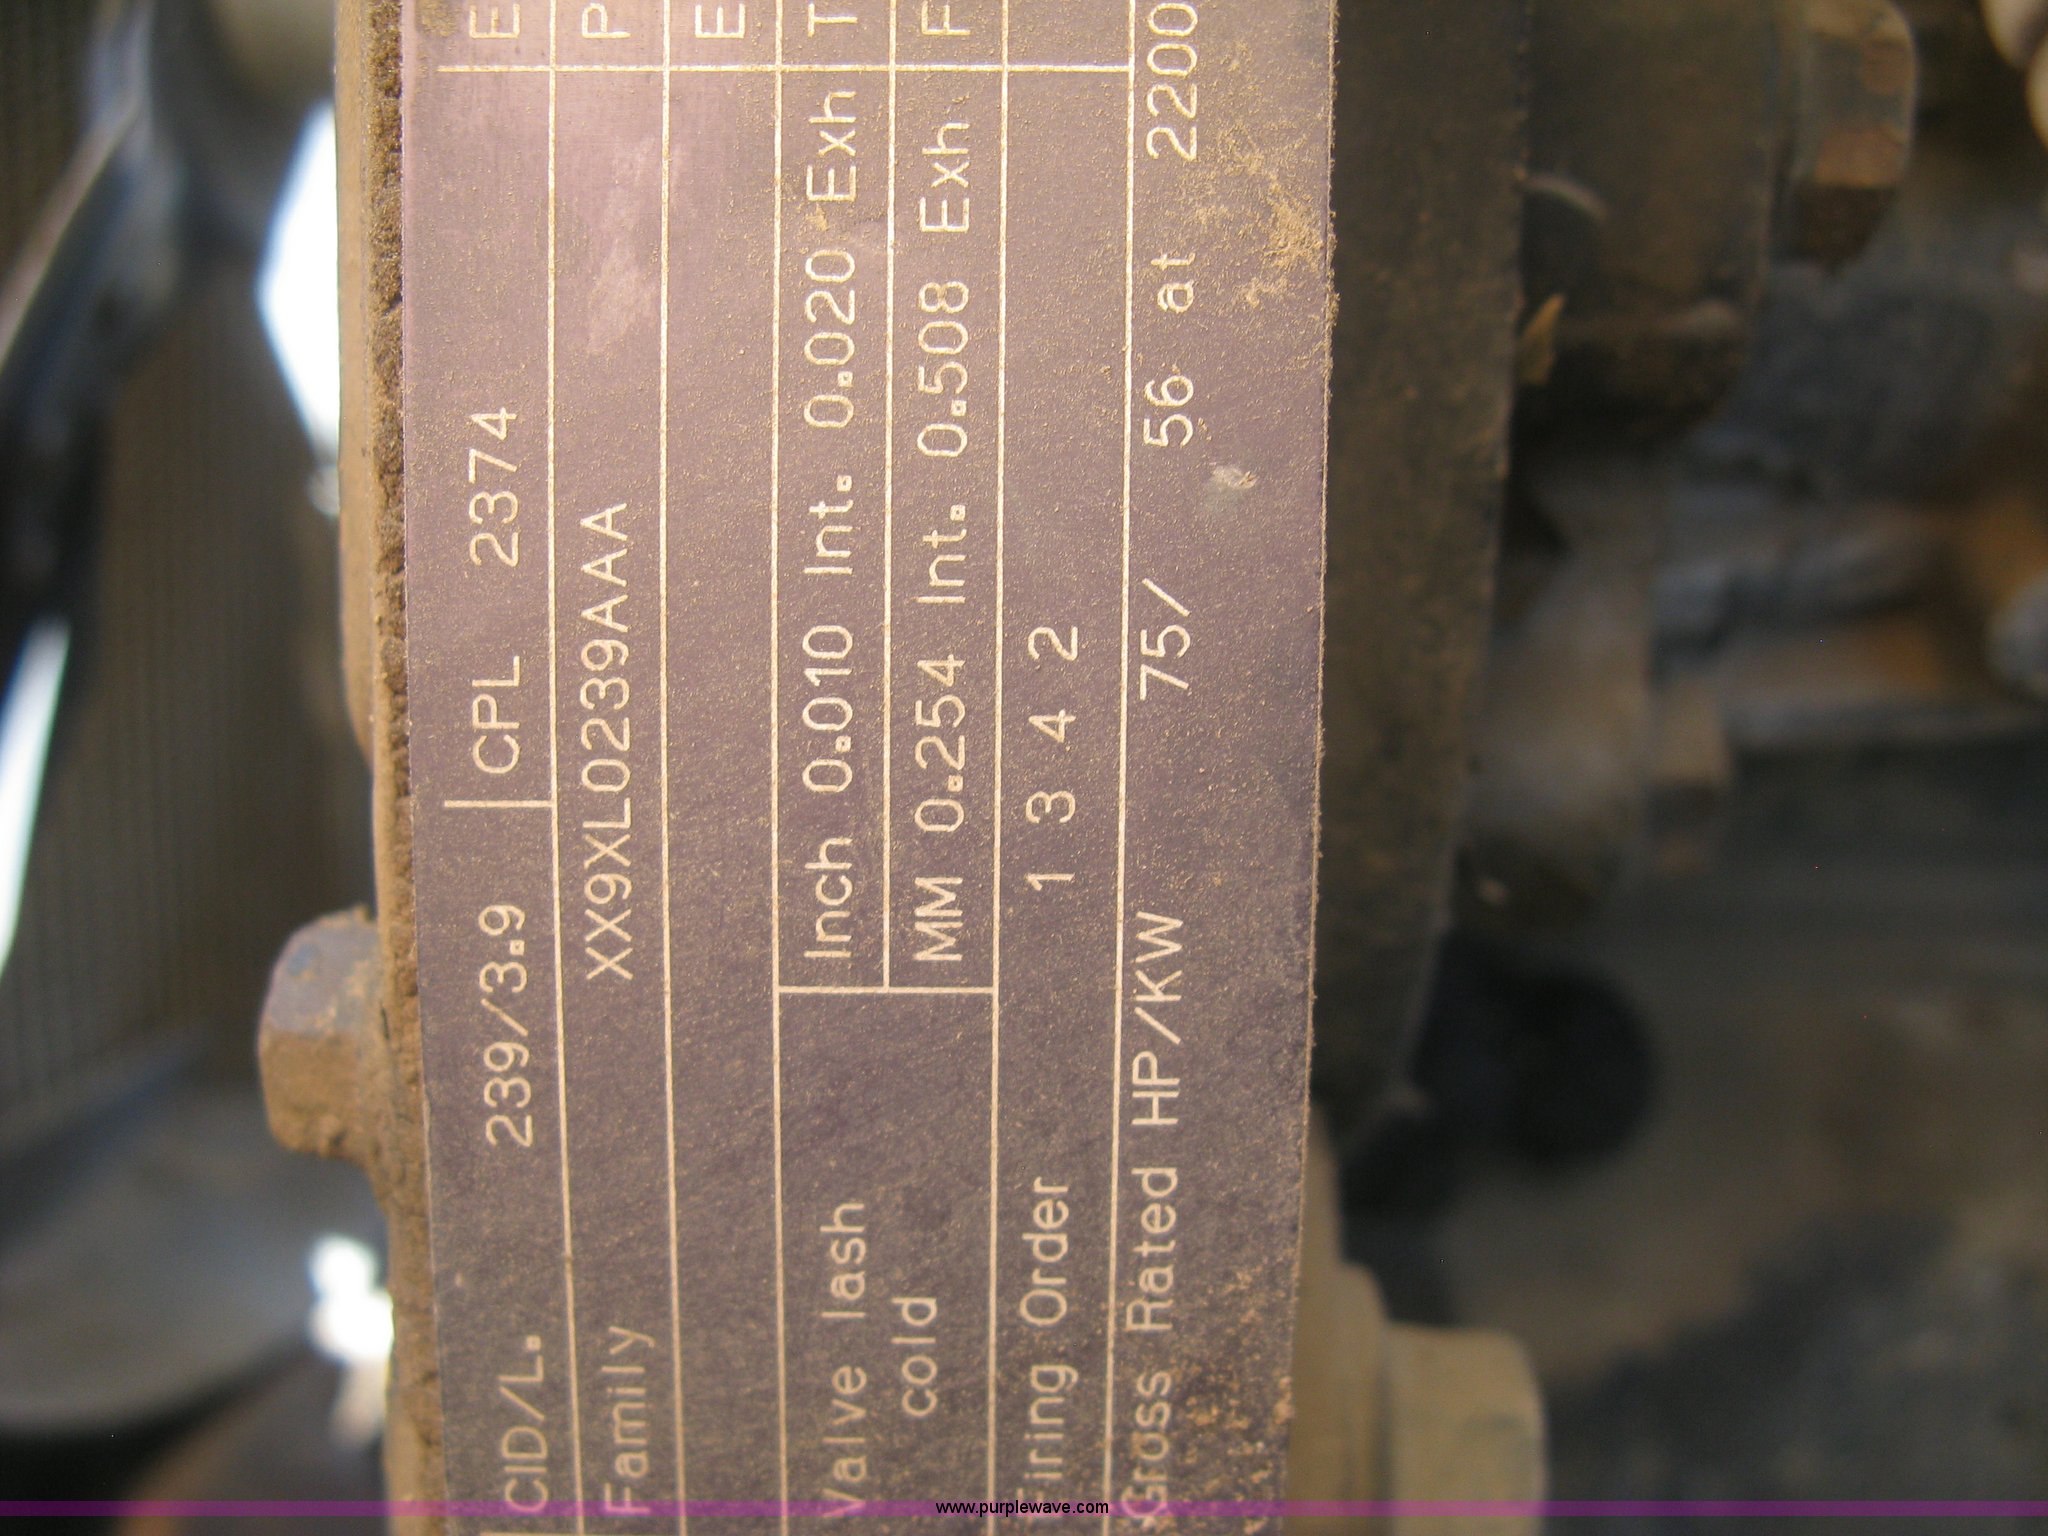 CID/L. 239/3.9 CPL 2374 E
Family XX9XL0239AAA P
E
Valve lash cold Inch 0.010 Int. 0.020 Exh T
MM 0.254 Int. 0.508 Exh F
Firing Order 1 3 4 2
Gross Rated HP/KW 75/ 56 at 2200
www.purplewave.com